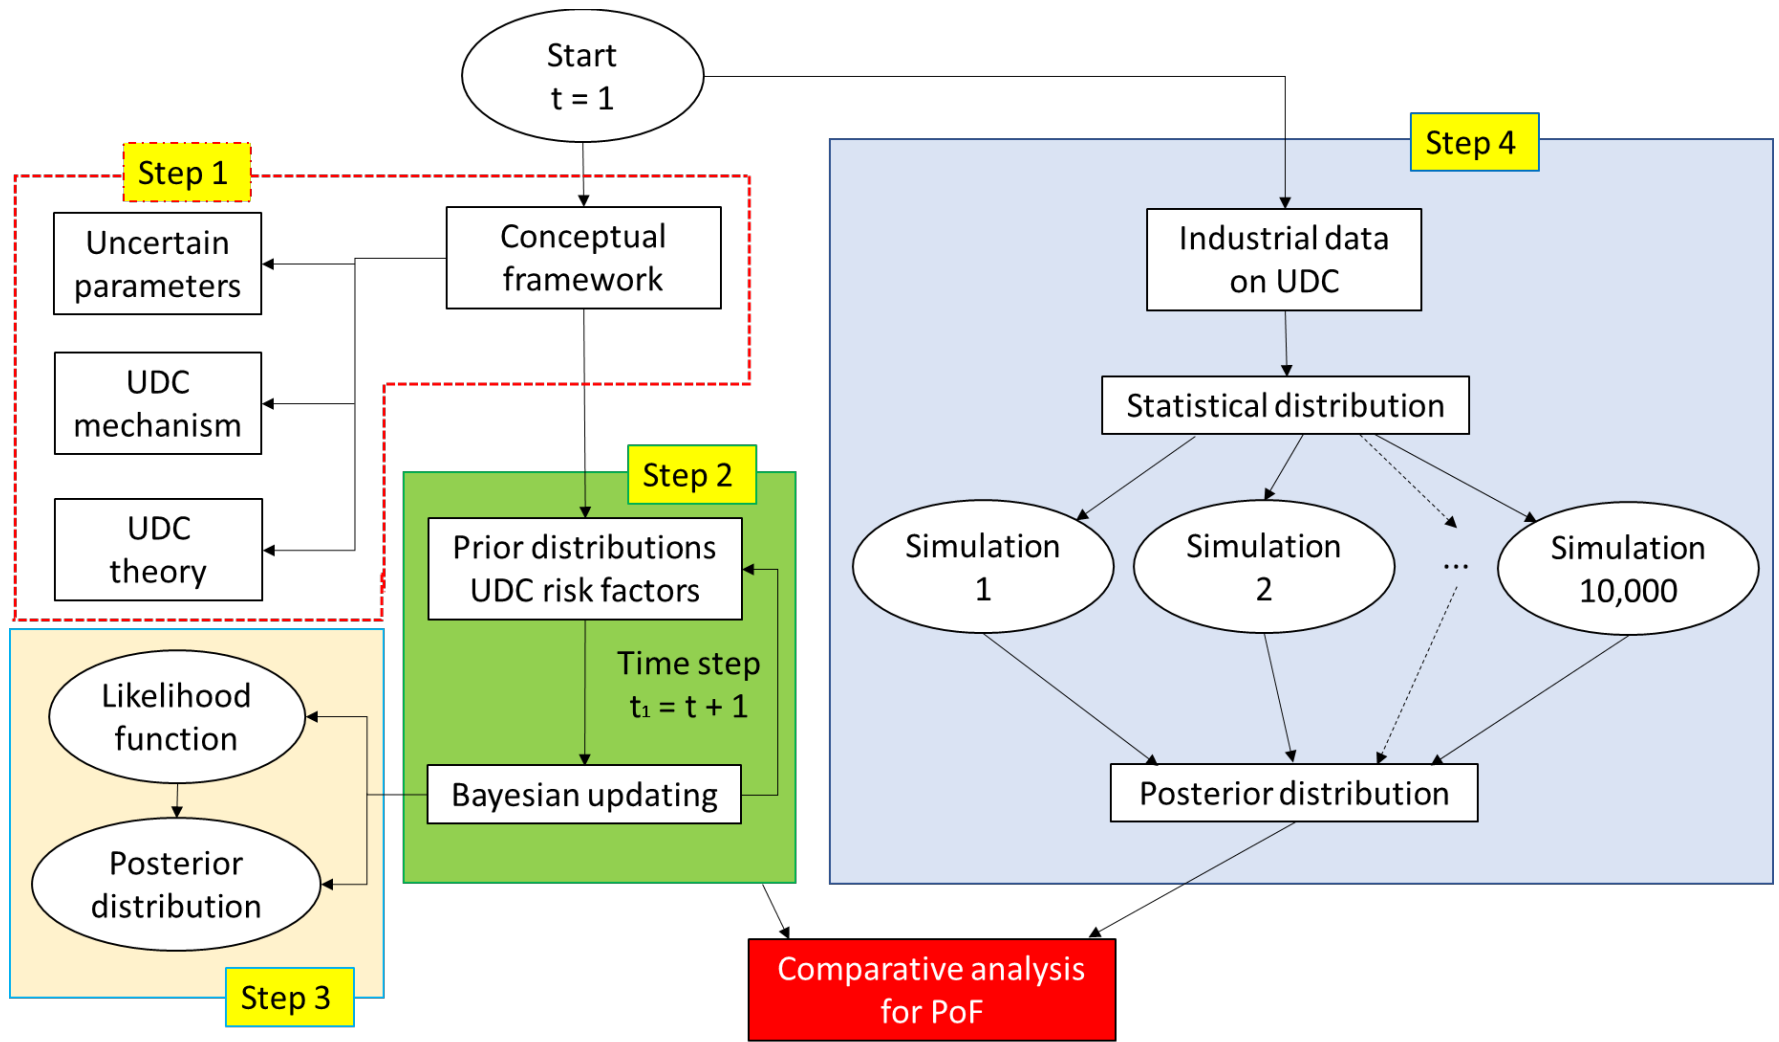 Start
t = 1
Step 1
Uncertain
parameters
Conceptual
framework
UDC
mechanism
UDC
theory
Step 2
Prior distributions
UDC risk factors
Time step
t₁ = t + 1
Bayesian updating
Likelihood
function
Posterior
distribution
Step 3
Step 4
Industrial data
on UDC
Statistical distribution
Simulation
1
Simulation
2
...
Simulation
10,000
Posterior distribution
Comparative analysis
for PoF